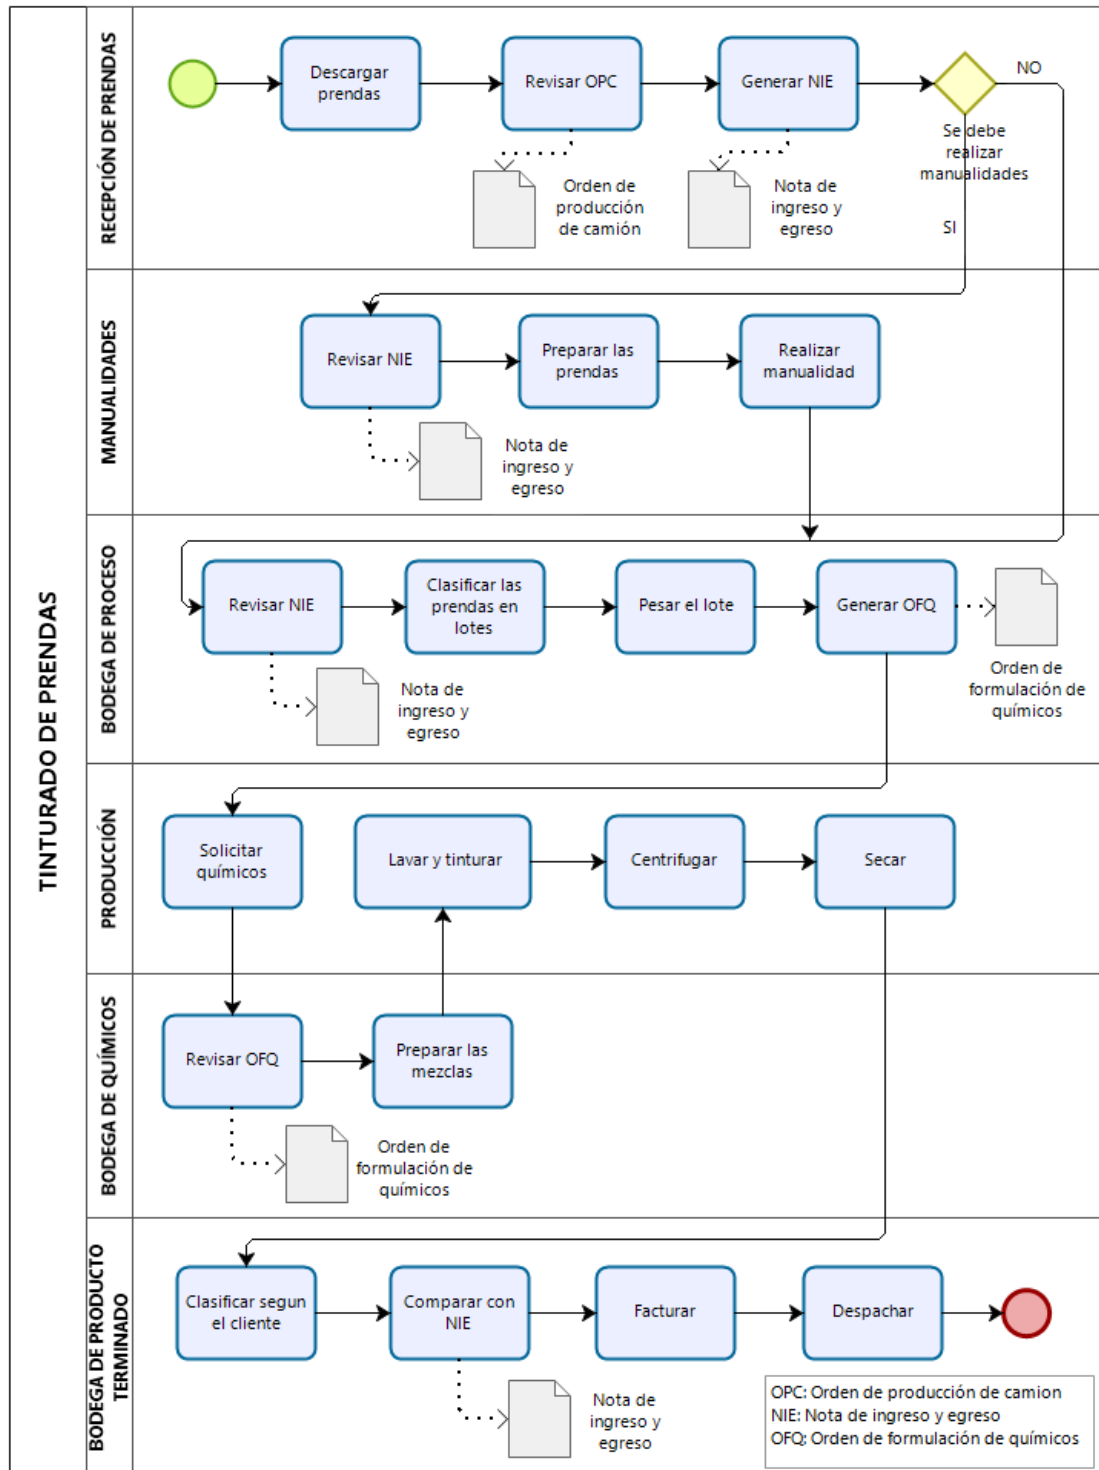 TINTURADO DE PRENDAS
RECEPCIÓN DE PRENDAS
Descargar
prendas
Revisar OPC
Generar NIE
NO
Se debe
realizar
manualidades
Orden de
producción
de camión
Nota de
ingreso y
egreso
SI
MANUALIDADES
Revisar NIE
Preparar las
prendas
Realizar
manualidad
Nota de
ingreso y
egreso
BODEGA DE PROCESO
Revisar NIE
Clasificar las
prendas en
lotes
Pesar el lote
Generar OFQ
Nota de
ingreso y
egreso
Orden de
formulación de
químicos
PRODUCCIÓN
Solicitar
químicos
Lavar y tinturar
Centrifugar
Secar
BODEGA DE QUÍMICOS
Revisar OFQ
Preparar las
mezclas
Orden de
formulación de
químicos
BODEGA DE PRODUCTO
TERMINADO
Clasificar segun
el cliente
Comparar con
NIE
Facturar
Despachar
Nota de
ingreso y
egreso
OPC: Orden de producción de camion
NIE: Nota de ingreso y egreso
OFQ: Orden de formulación de químicos